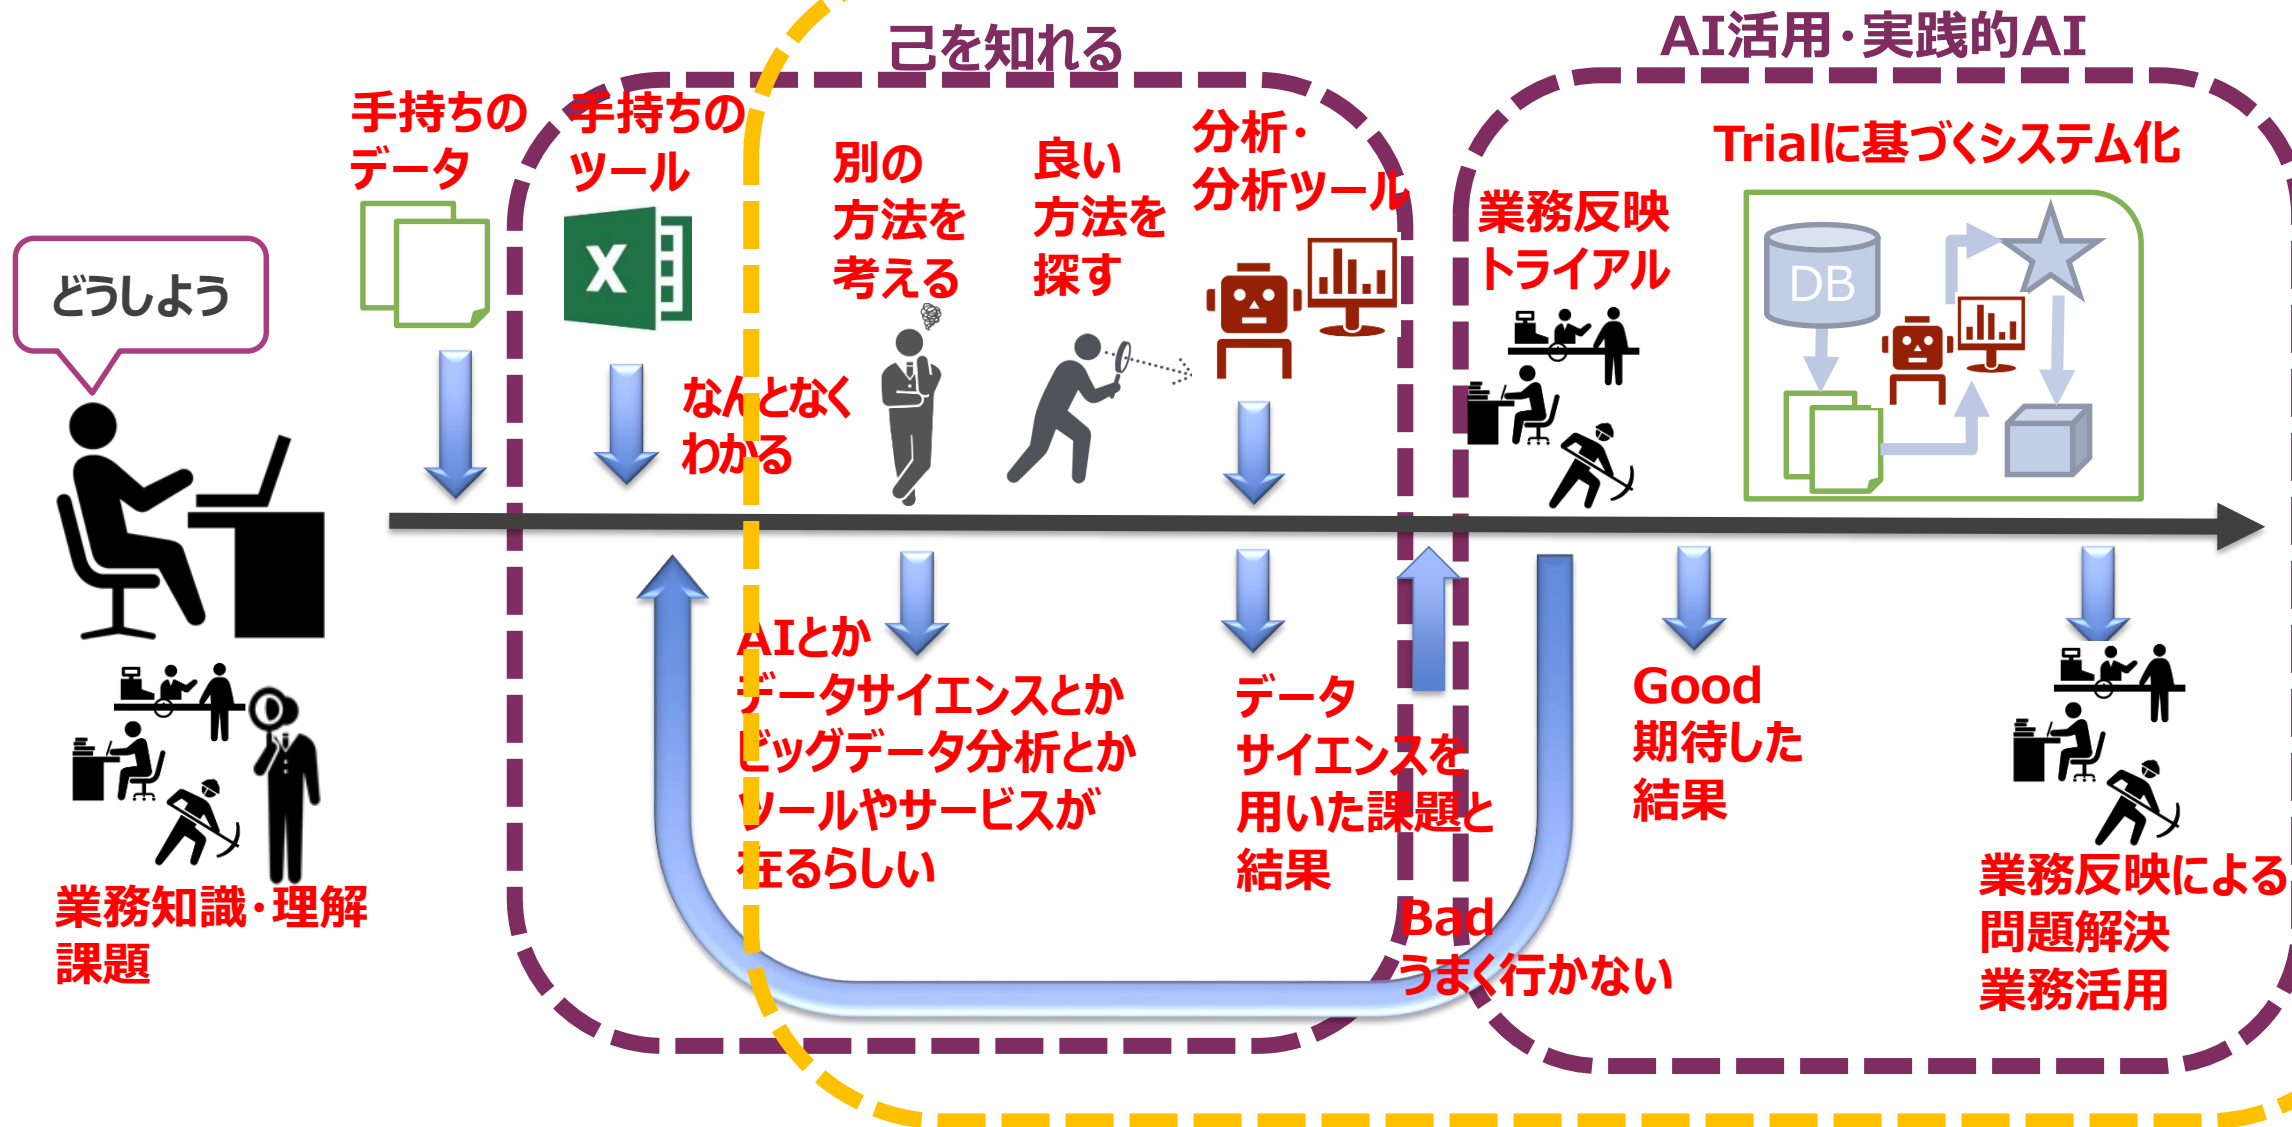 己を知れる
AI活用・実践的AI
手持ちの
データ
手持ちの
ツール
別の
方法を
考える
良い
方法を
探す
分析・
分析ツール
業務反映
トライアル
Trialに基づくシステム化
DB
X
どうしよう
なんとなく
わかる
AIとか
データサイエンスとか
ビッグデータ分析とか
ツールやサービスが
在るらしい
データ
サイエンスを
用いた課題と
結果
Good
期待した
結果
Bad
うまく行かない
業務知識・理解
課題
業務反映による
問題解決
業務活用